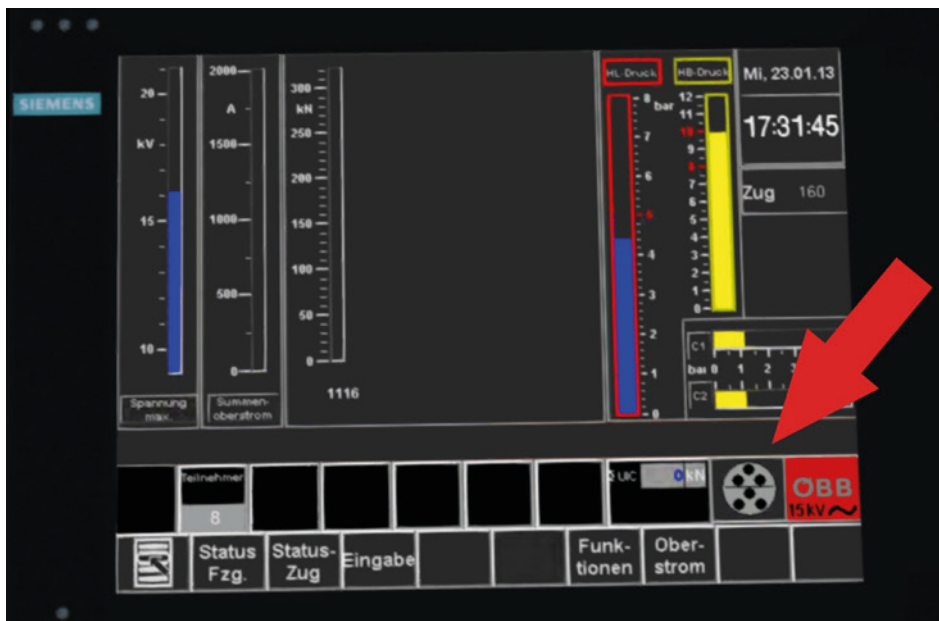 SIEMENS
20
kV
15
10
Spannung
max.
2000
A
1500
1000
500
0
Summen-
oberstrom
300
kN
250
200
150
100
50
0
1116
HL-Druck
8
bar
7
6
5
4
3
2
1
0
HB-Druck
12
11
10
9
8
7
6
5
4
3
2
1
0
Mi, 23.01.13
17:31:45
Zug 160
C1
bar 0 1 2
C2
Teilnehmer
8
UIC 0 kN
ÖBB
15kV
Status
Fzg.
Status-
Zug
Eingabe
Funk-
tionen
Ober-
strom